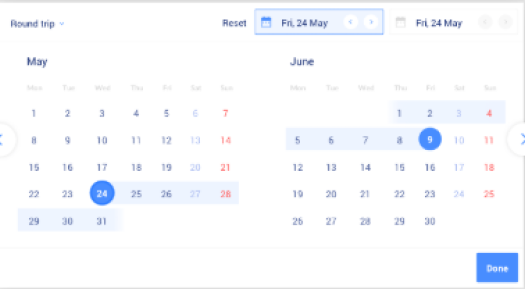 Round trip
Reset
Fri, 24 May
Fri, 24 May
May
Mon Tue Wed Thu Fri Sat Sun
1 2 3 4 5 6 7
8 9 10 11 12 13 14
15 16 17 18 19 20 21
22 23 24 25 26 27 28
29 30 31
June
Mon Tue Wed Thu Fri Sat Sun
1 2 3 4
5 6 7 8 9 10 11
12 13 14 15 16 17 18
19 20 21 22 23 24 25
26 27 28 29 30
Done